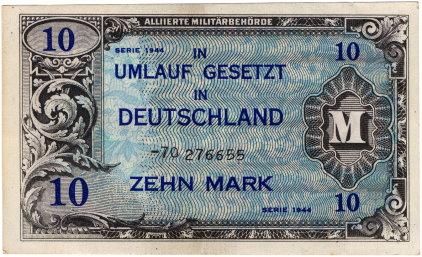 ALLIIERTE MILITÄRBEHÖRDE
10 SERIE 1944 IN 10
UMLAUF GESETZT
IN
DEUTSCHLAND
M
-70 276655
10 ZEHN MARK 10
SERIE 1944